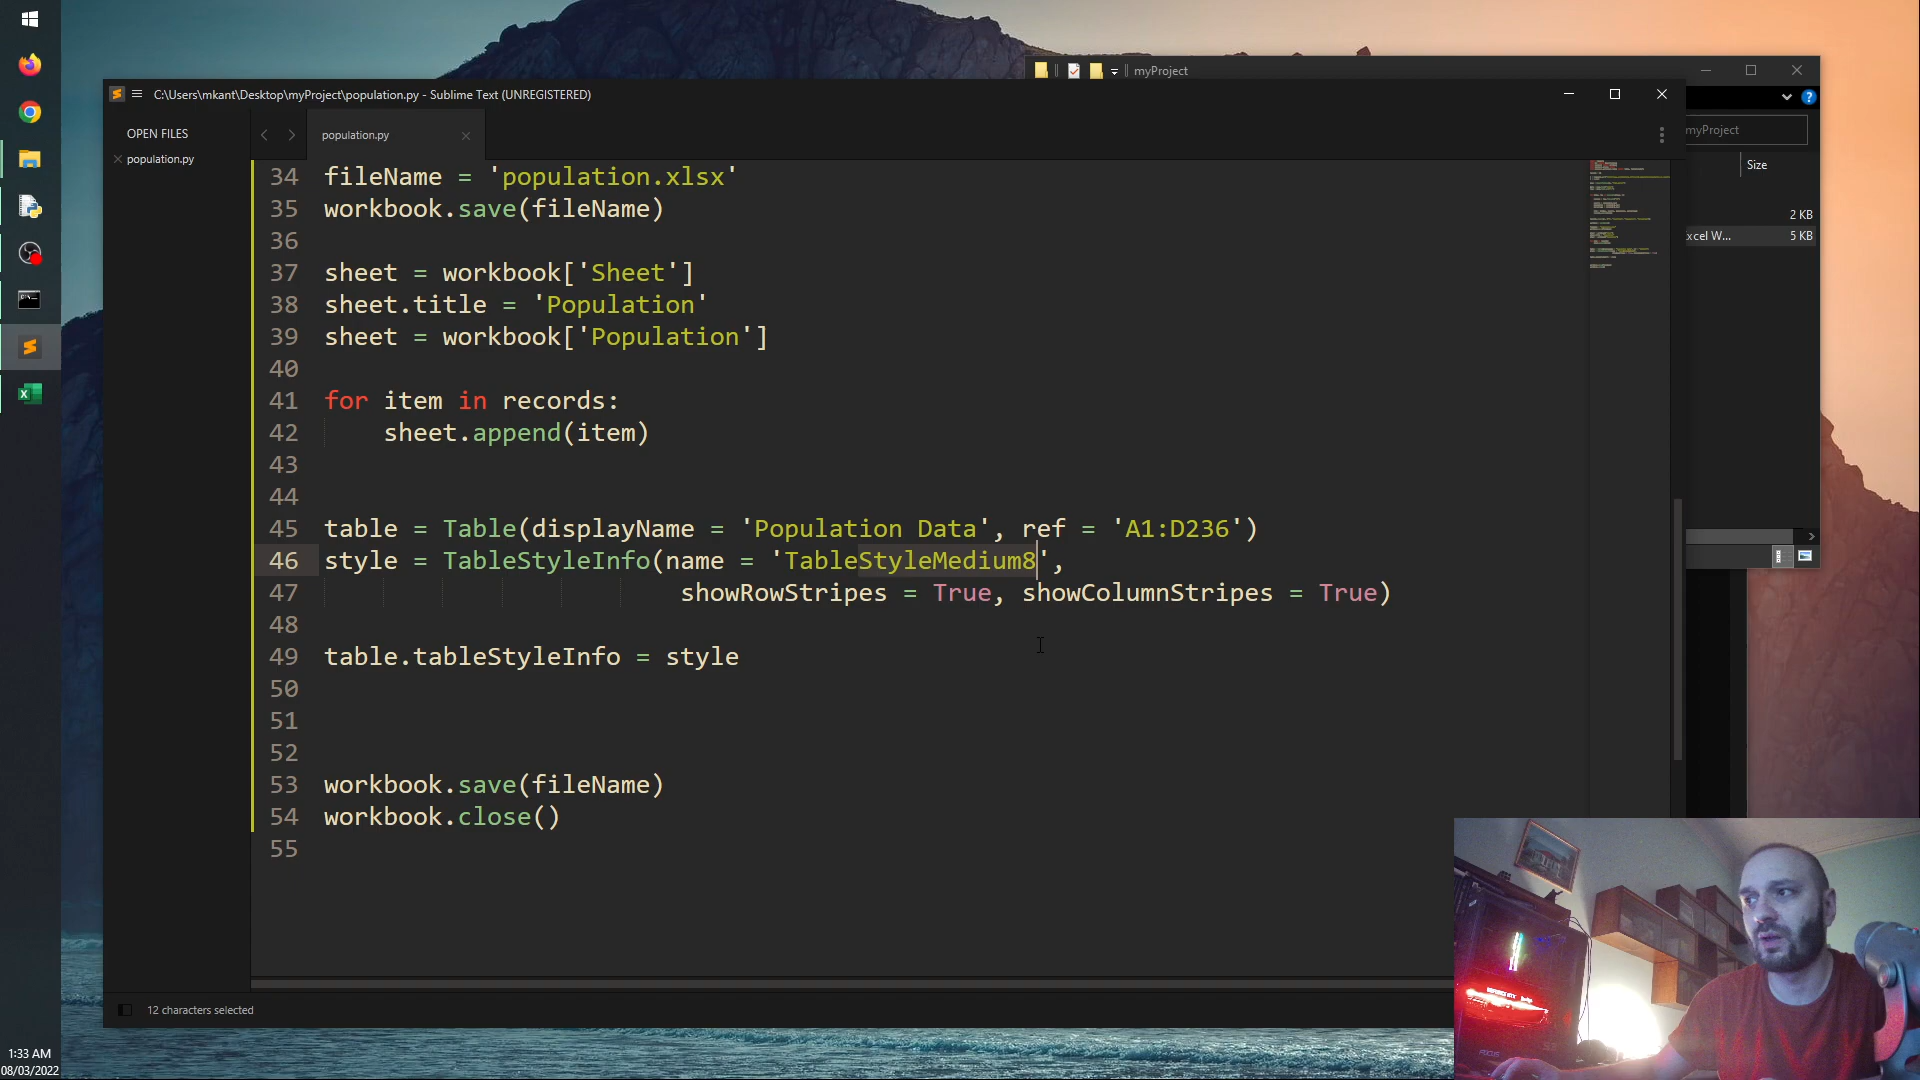 myProject
C:\Users\mkant\Desktop\myProject\population.py - Sublime Text (UNREGISTERED)
OPEN FILES
population.py
population.py
myProject
Size
2 KB
xcel W... 5 KB
34 fileName = 'population.xlsx'
35 workbook.save(fileName)
36
37 sheet = workbook['Sheet']
38 sheet.title = 'Population'
39 sheet = workbook['Population']
40
41 for item in records:
42 sheet.append(item)
43
44
45 table = Table(displayName = 'Population Data', ref = 'A1:D236')
46 style = TableStyleInfo(name = 'TableStyleMedium8',
47 showRowStripes = True, showColumnStripes = True)
48
49 table.tableStyleInfo = style
50
51
52
53 workbook.save(fileName)
54 workbook.close()
55
12 characters selected
1:33 AM
08/03/2022